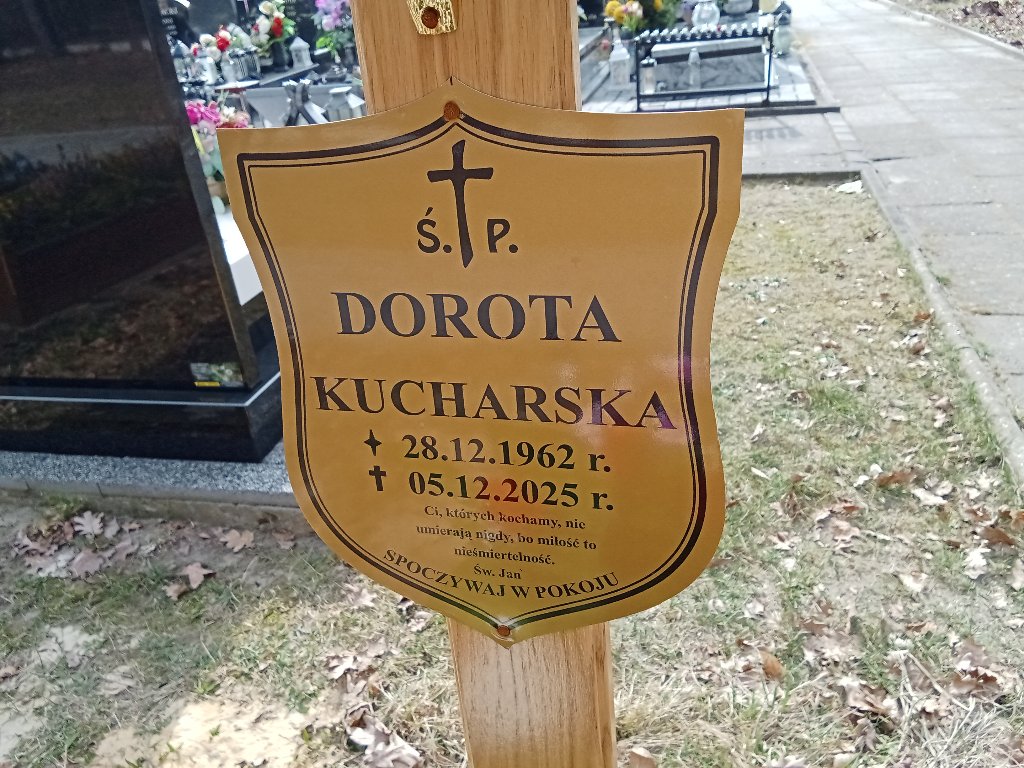 Ś. P.
DOROTA
KUCHARSKA
28.12.1962 r.
05.12.2025 r.
Ci, których kochamy, nie
umierają nigdy, bo miłość to
nieśmiertelność.
Św. Jan
SPOCZYWAJ W POKOJU